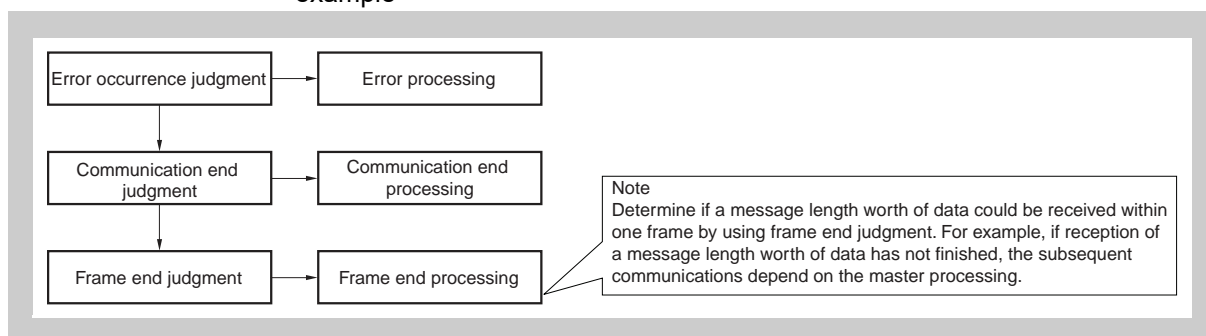 example
Error occurrence judgment
Error processing
Communication end
judgment
Communication end
processing
Frame end judgment
Frame end processing
Note
Determine if a message length worth of data could be received within
one frame by using frame end judgment. For example, if reception of
a message length worth of data has not finished, the subsequent
communications depend on the master processing.